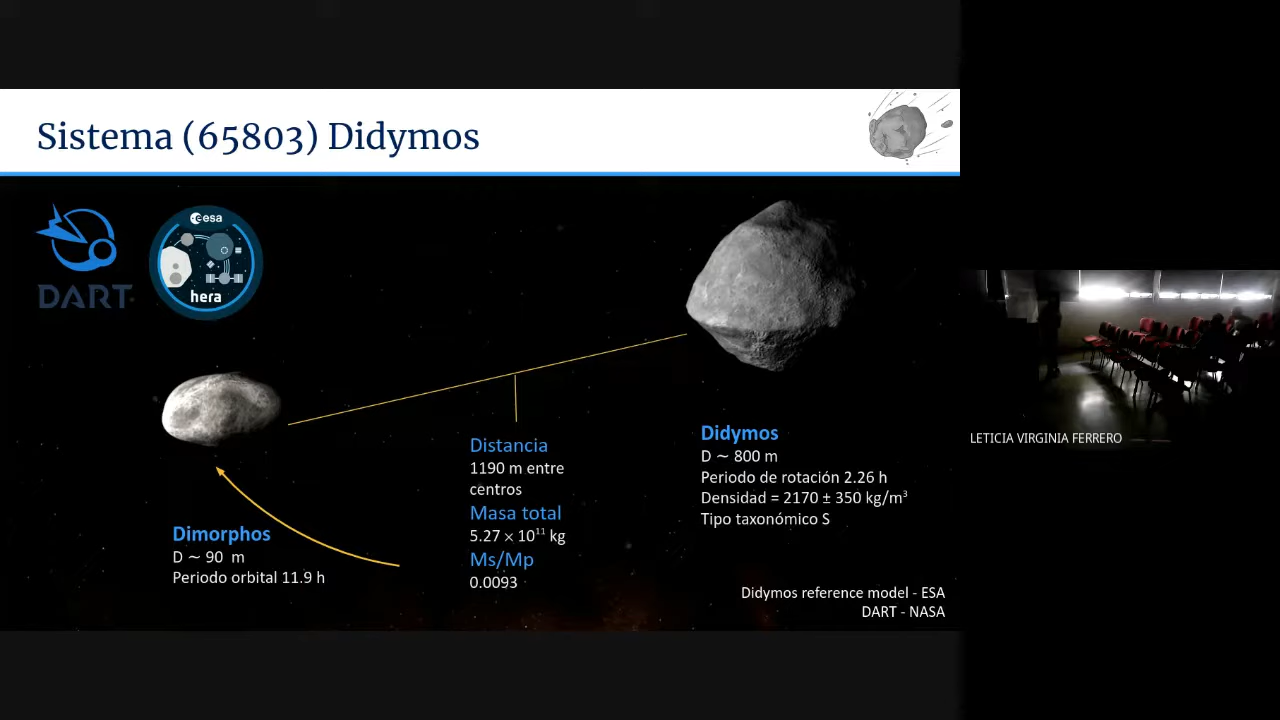 Sistema (65803) Didymos
DART
esa
hera
Distancia
1190 m entre
centros
Masa total
5.27 × 10¹¹ kg
Ms/Mp
0.0093
Didymos
D ∼ 800 m
Periodo de rotación 2.26 h
Densidad = 2170 ± 350 kg/m³
Tipo taxonómico S
Dimorphos
D ∼ 90 m
Periodo orbital 11.9 h
Didymos reference model - ESA
DART - NASA
LETICIA VIRGINIA FERRERO